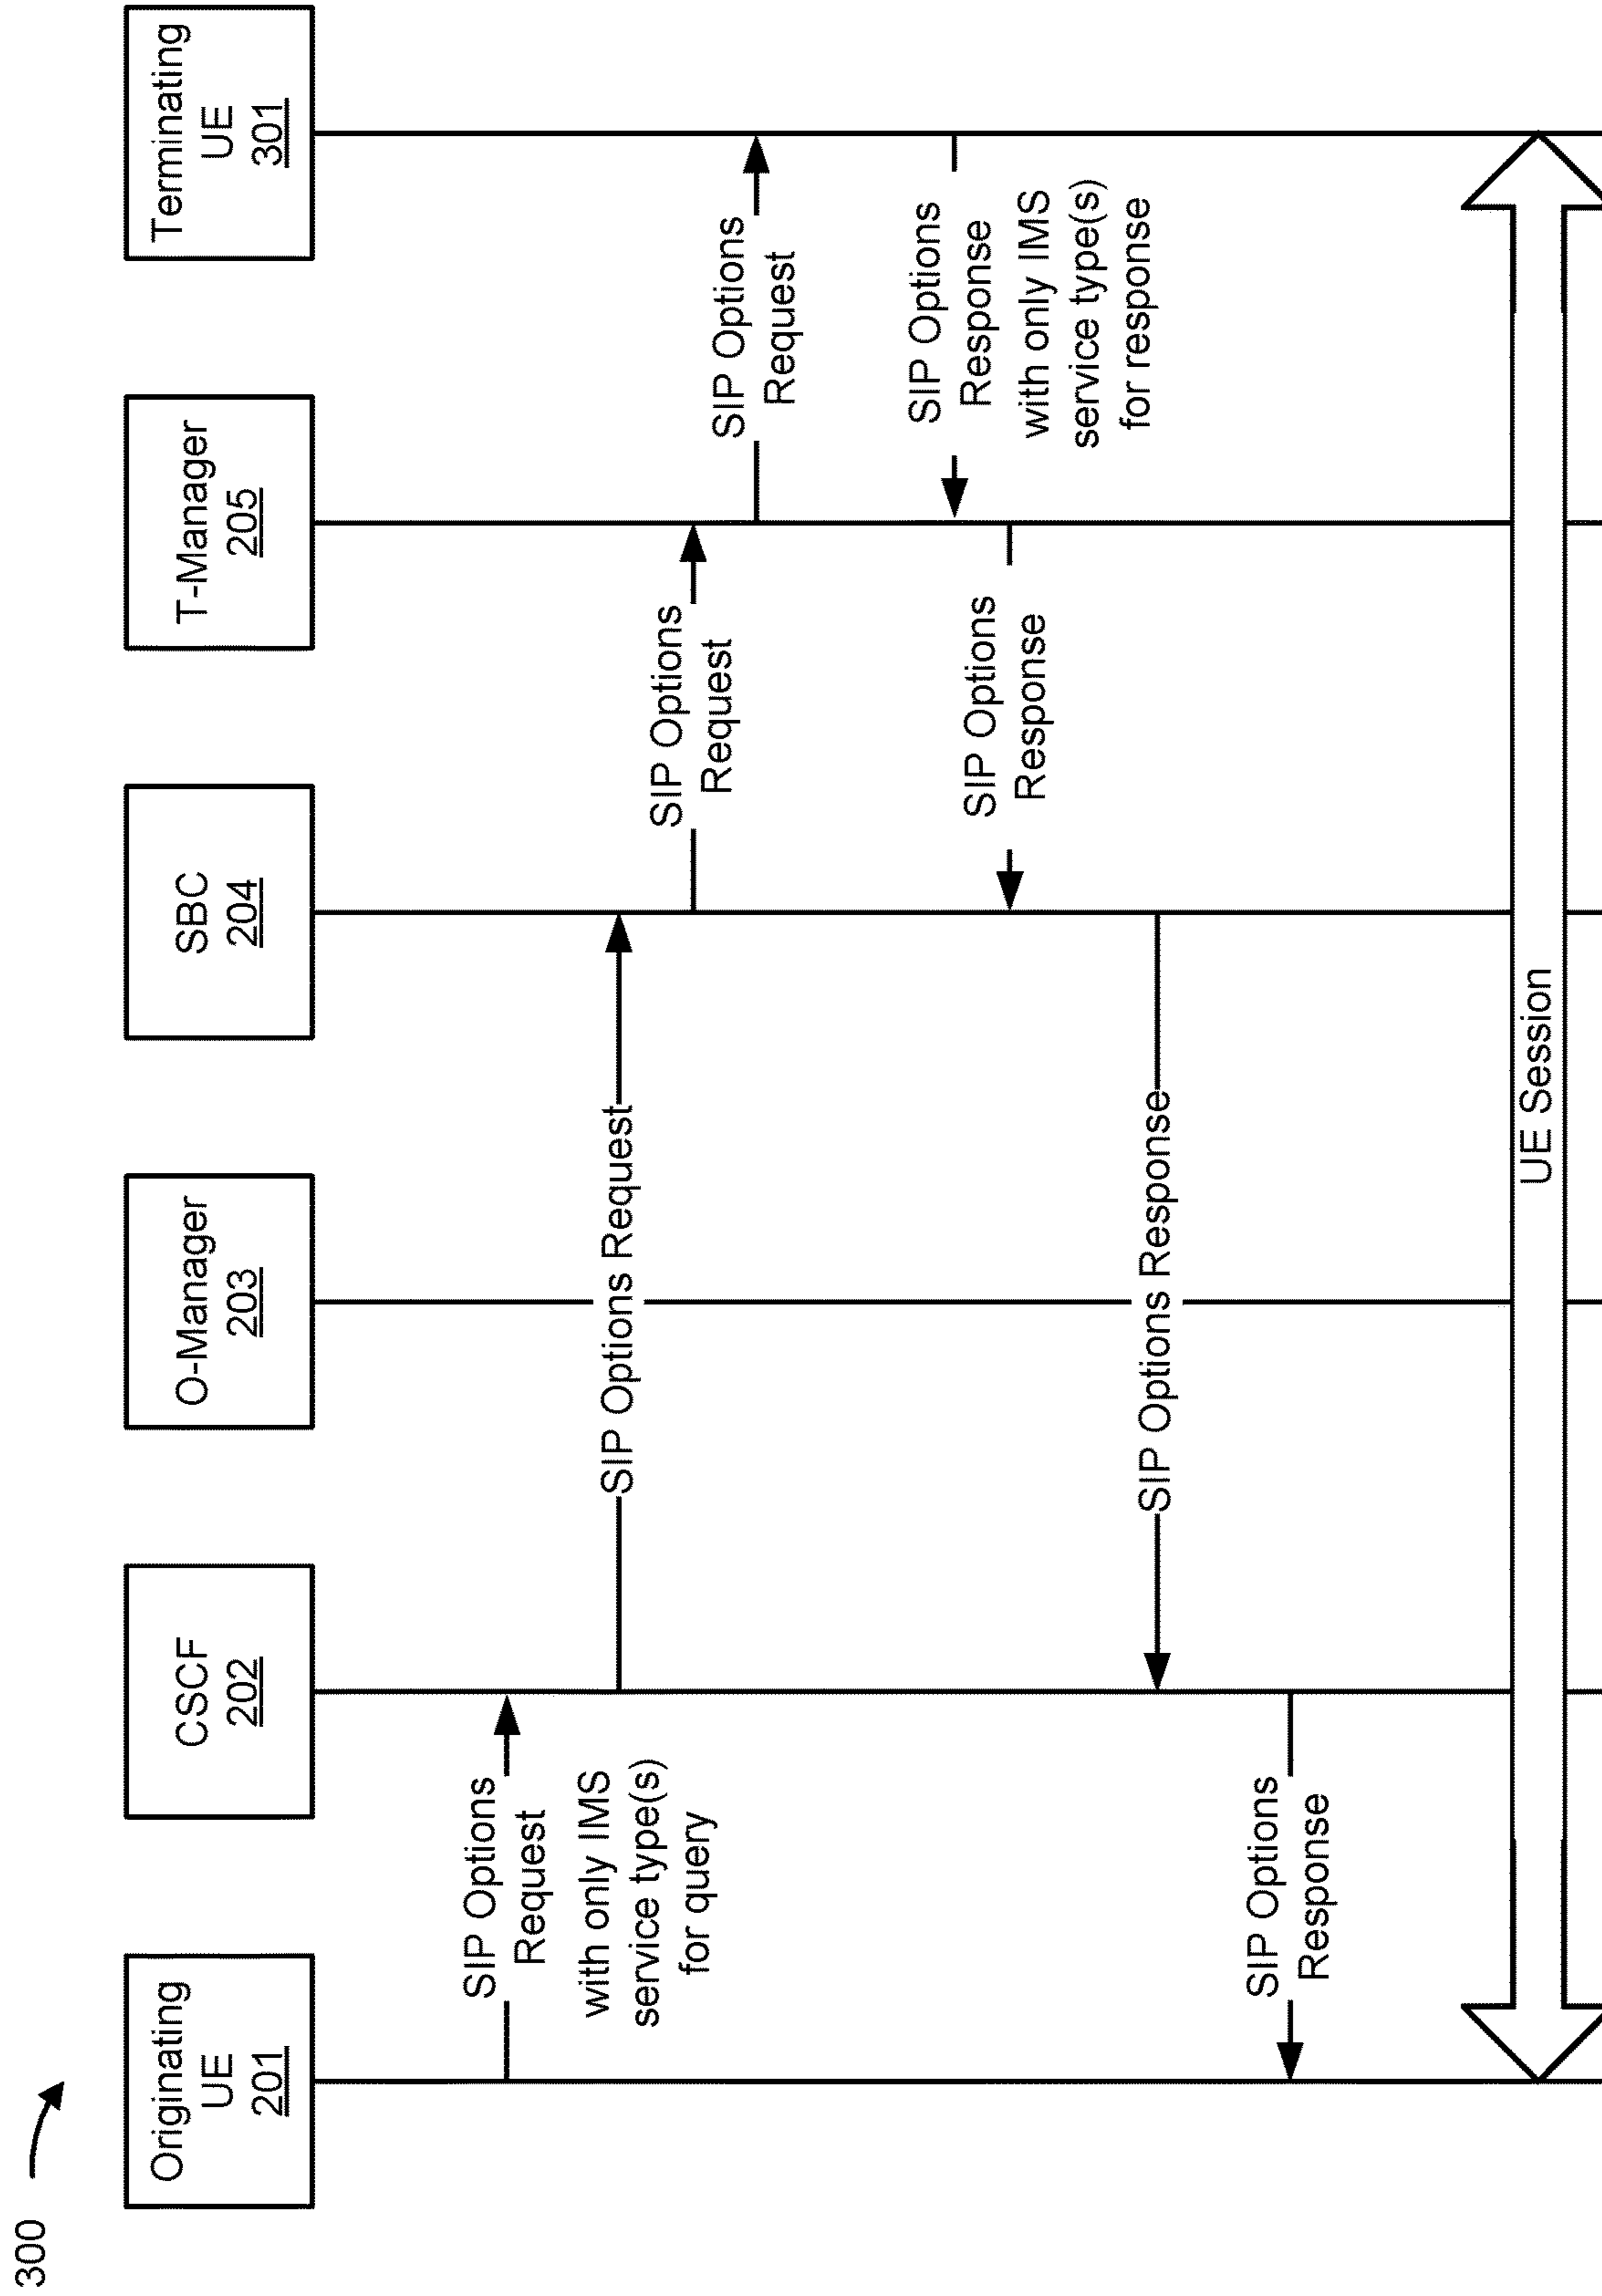 300
Originating
UE
201
CSCF
202
O-Manager
203
SBC
204
T-Manager
205
Terminating
UE
301
SIP Options
Request
with only IMS
service type(s)
for query
SIP Options Request
SIP Options
Request
SIP Options
Request
SIP Options
Response
with only IMS
service type(s)
for response
SIP Options
Response
SIP Options Response
SIP Options
Response
UE Session